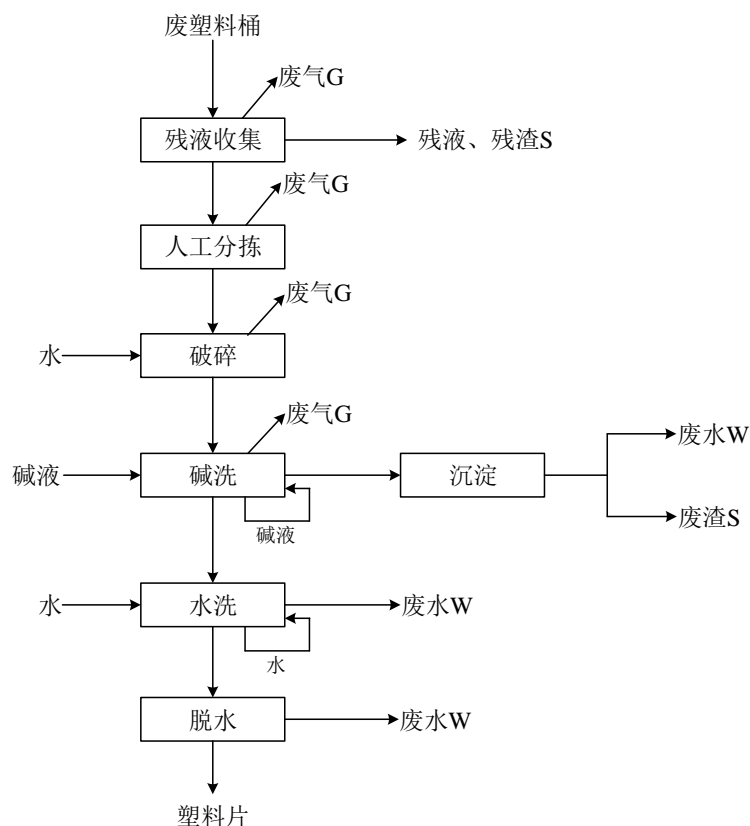 废塑料桶
废气G
残液收集
残液、残渣S
废气G
人工分拣
废气G
水
破碎
废气G
废水W
碱液
碱洗
沉淀
碱液
废渣S
水
水洗
废水W
水
脱水
废水W
塑料片